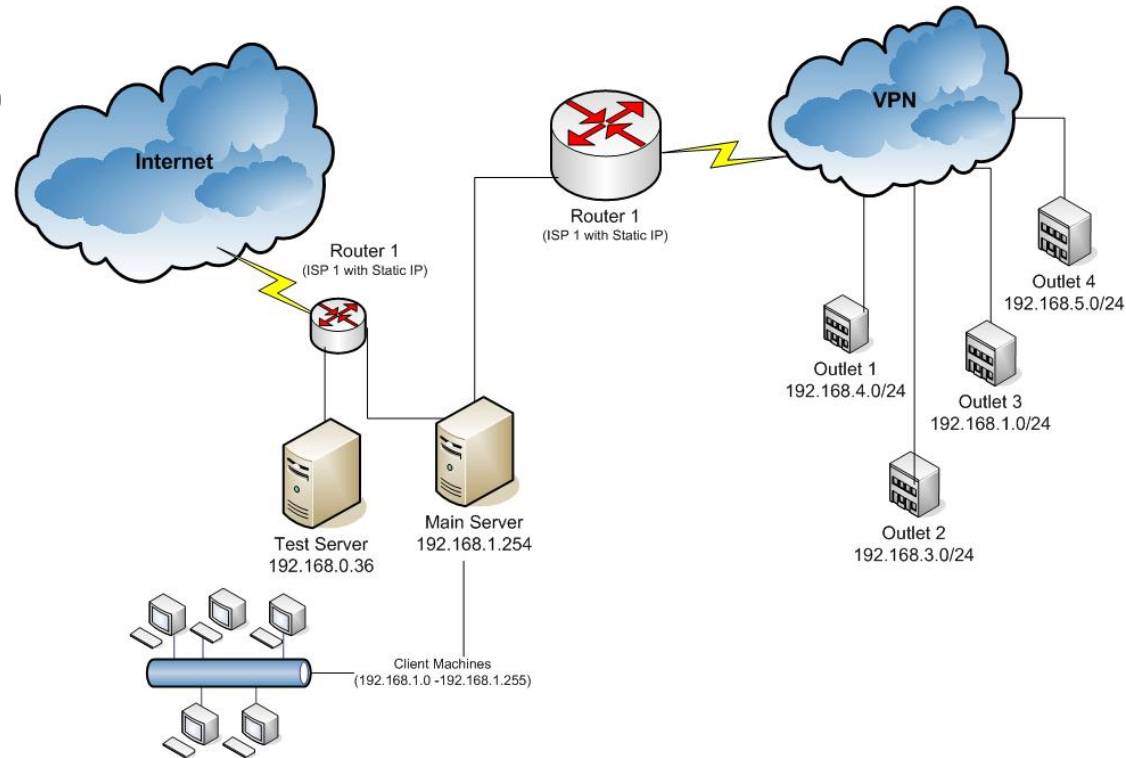 Internet
VPN
Router 1
(ISP 1 with Static IP)
Router 1
(ISP 1 with Static IP)
Outlet 4
192.168.5.0/24
Outlet 1
192.168.4.0/24
Outlet 3
192.168.1.0/24
Outlet 2
192.168.3.0/24
Main Server
192.168.1.254
Test Server
192.168.0.36
Client Machines
(192.168.1.0 -192.168.1.255)